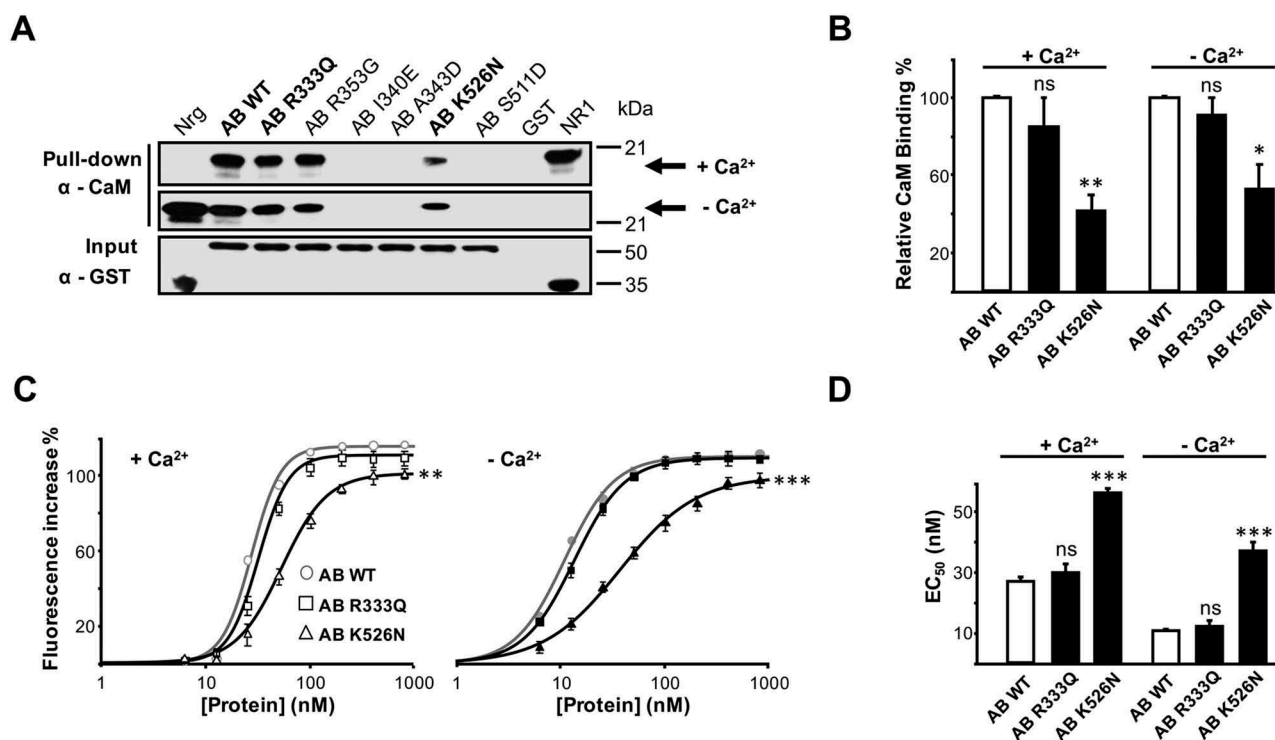 A
Nrg
AB WT
AB R333Q
AB R353G
AB I340E
AB A343D
AB K526N
AB S511D
GST
NR1
kDa
Pull-down
α - CaM
21
+ Ca²⁺
- Ca²⁺
21
Input
α - GST
50
35
B
+ Ca²⁺
- Ca²⁺
Relative CaM Binding %
100
60
20
ns
**
ns
*
AB WT
AB R333Q
AB K526N
AB WT
AB R333Q
AB K526N
C
Fluorescence increase %
100
60
20
+ Ca²⁺
**
AB WT
AB R333Q
AB K526N
1
10
100
1000
[Protein] (nM)
- Ca²⁺
***
1
10
100
1000
[Protein] (nM)
D
+ Ca²⁺
- Ca²⁺
EC₅₀ (nM)
50
30
10
ns
***
ns
***
AB WT
AB R333Q
AB K526N
AB WT
AB R333Q
AB K526N